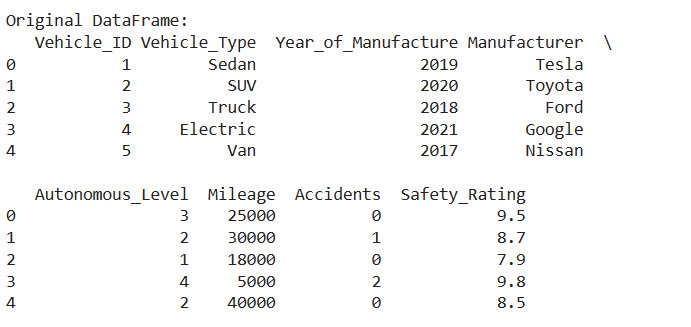 Original DataFrame:
   Vehicle_ID Vehicle_Type  Year_of_Manufacture Manufacturer  \
0           1        Sedan                 2019        Tesla
1           2          SUV                 2020       Toyota
2           3        Truck                 2018         Ford
3           4     Electric                 2021       Google
4           5          Van                 2017       Nissan

   Autonomous_Level  Mileage  Accidents  Safety_Rating
0                 3    25000          0            9.5
1                 2    30000          1            8.7
2                 1    18000          0            7.9
3                 4     5000          2            9.8
4                 2    40000          0            8.5